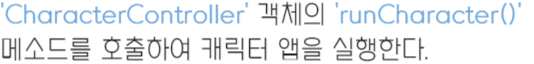 'CharacterController' 객체의 'runCharacter()'
메소드를 호출하여 캐릭터 앱을 실행한다.